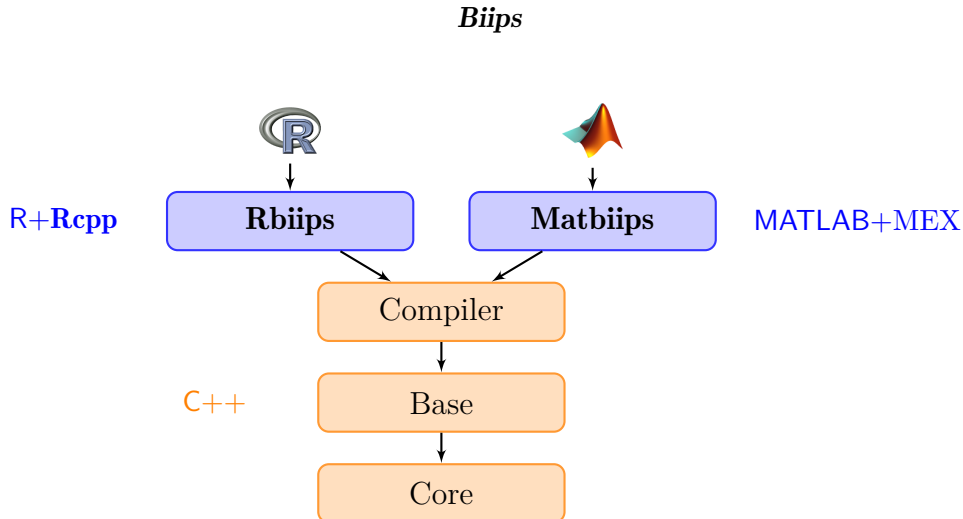 Biips
R
R+Rcpp
Rbiips
Matbiips
MATLAB+MEX
Compiler
C++
Base
Core